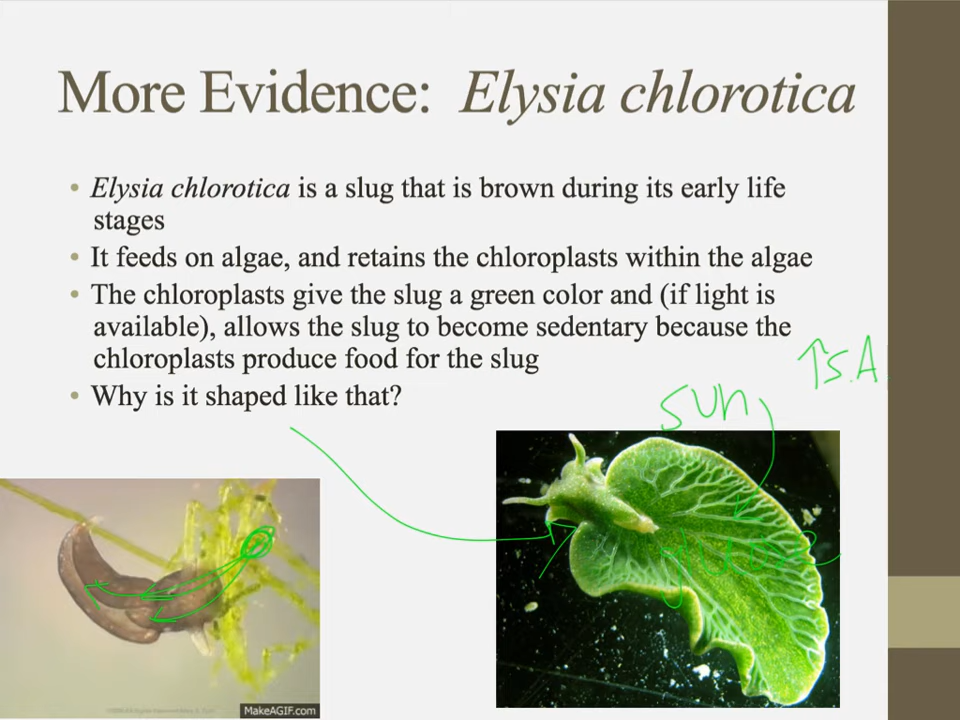 More Evidence: Elysia chlorotica
• Elysia chlorotica is a slug that is brown during its early life
stages
• It feeds on algae, and retains the chloroplasts within the algae
• The chloroplasts give the slug a green color and (if light is
available), allows the slug to become sedentary because the
chloroplasts produce food for the slug
• Why is it shaped like that?
↑S.A
sun
glucose
MakeAGIF.com